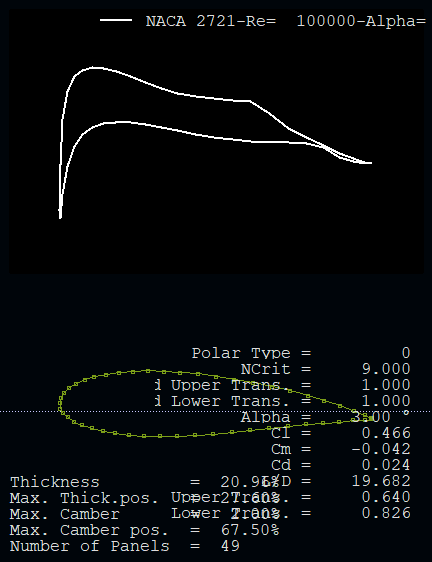 NACA 2721-Re=  100000-Alpha=
Polar Type =  0
NCrit =  9.000
d Upper Trans. =  1.000
d Lower Trans. =  1.000
Alpha =  3.00 °
Cl =  0.466
Cm =  -0.042
Cd =  0.024
L/D =  19.682
Upper Trans. =  0.640
Lower Trans. =  0.826
Thickness =  20.96%
Max. Thick.pos. =  27.60%
Max. Camber =  2.00%
Max. Camber pos. =  67.50%
Number of Panels =  49